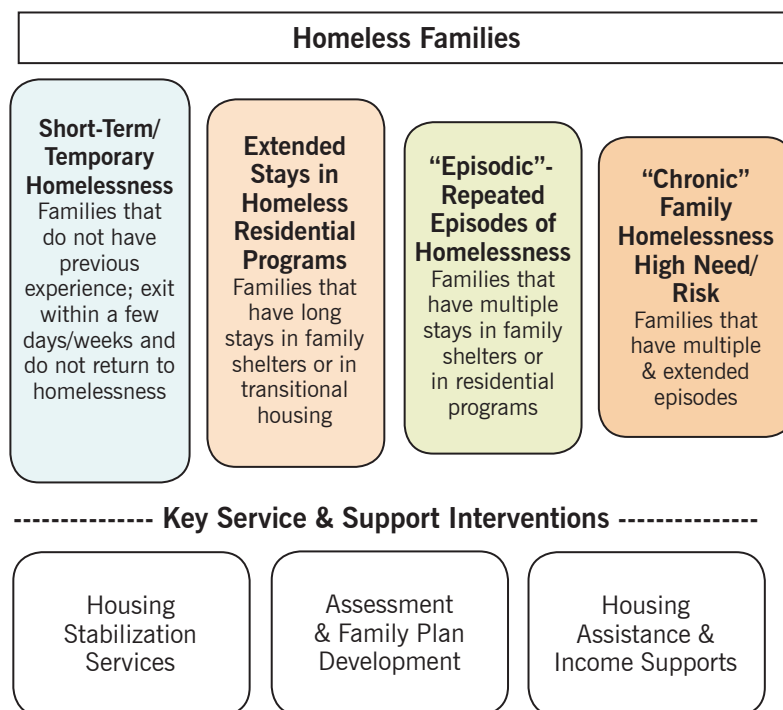 Homeless Families
Short-Term/
Temporary
Homelessness
Families that
do not have
previous
experience; exit
within a few
days/weeks and
do not return to
homelessness
Extended
Stays in
Homeless
Residential
Programs
Families that
have long
stays in family
shelters or in
transitional
housing
“Episodic”-
Repeated
Episodes of
Homelessness
Families that
have multiple
stays in family
shelters or
in residential
programs
“Chronic”
Family
Homelessness
High Need/
Risk
Families that
have multiple
& extended
episodes
--------------- Key Service & Support Interventions ---------------
Housing
Stabilization
Services
Assessment
& Family Plan
Development
Housing
Assistance &
Income Supports